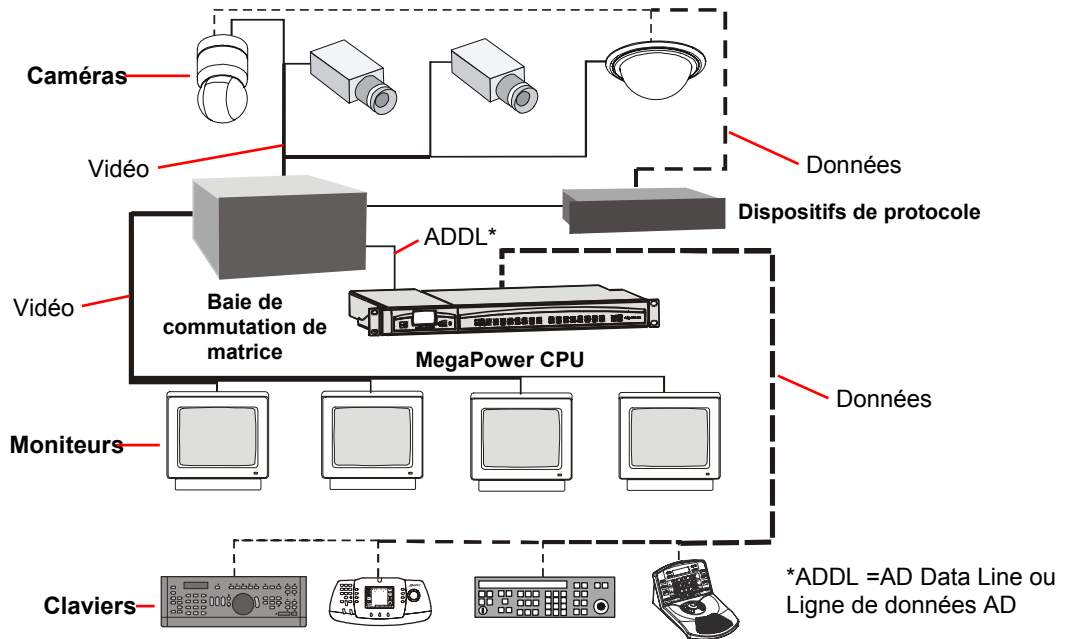 Caméras
Vidéo
Données
Dispositifs de protocole
ADDL*
Vidéo
Baie de
commutation de
matrice
MegaPower CPU
Données
Moniteurs
*ADDL =AD Data Line ou
Ligne de données AD
Claviers